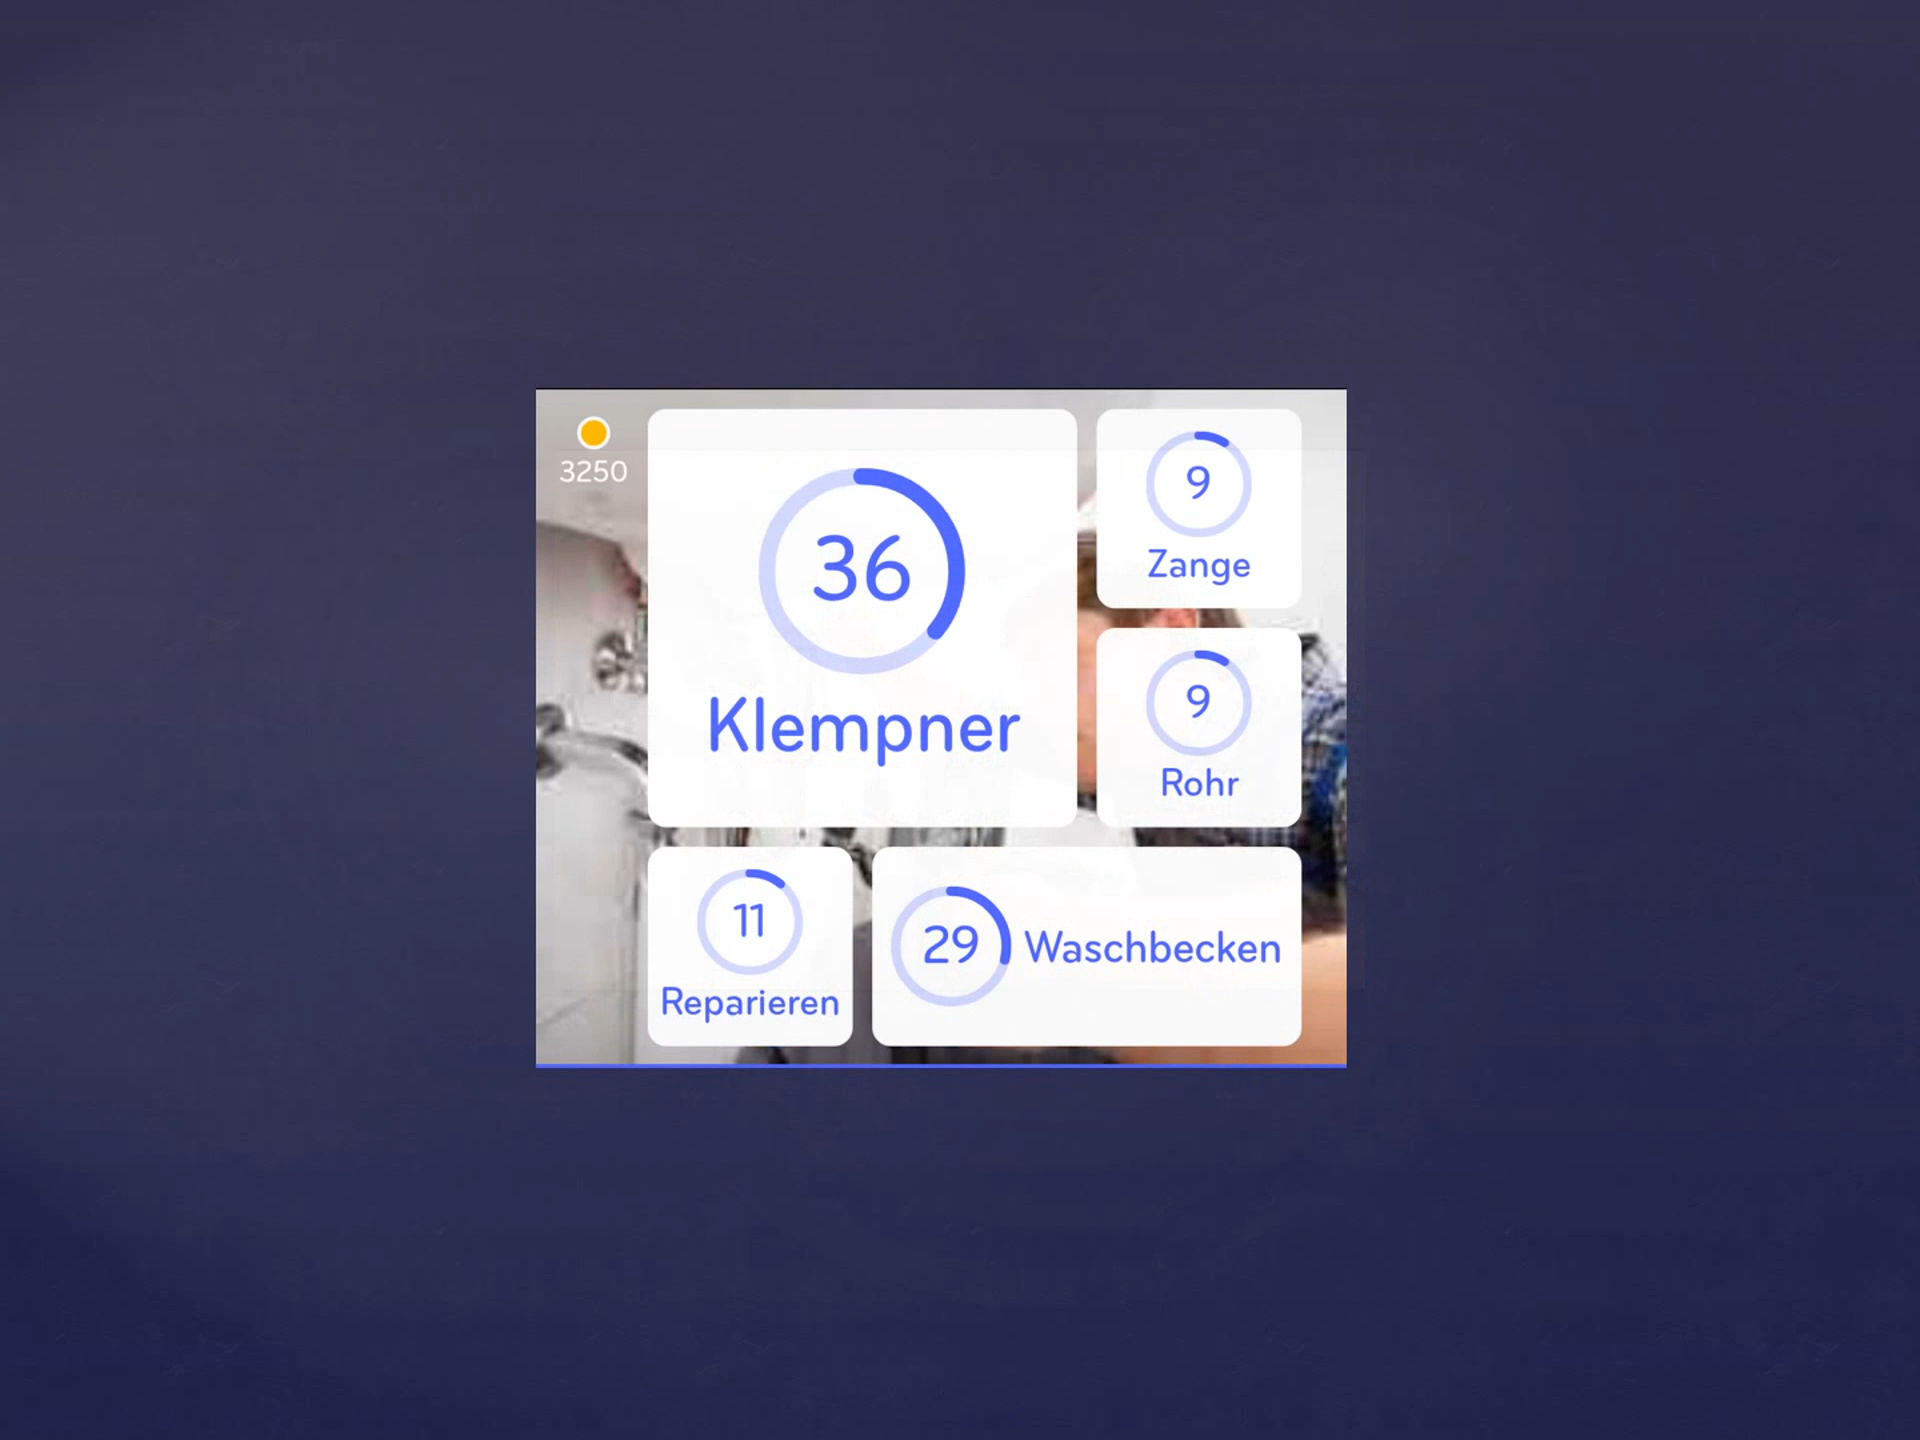 3250
36
Klempner
9
Zange
9
Rohr
11
Reparieren
29 Waschbecken